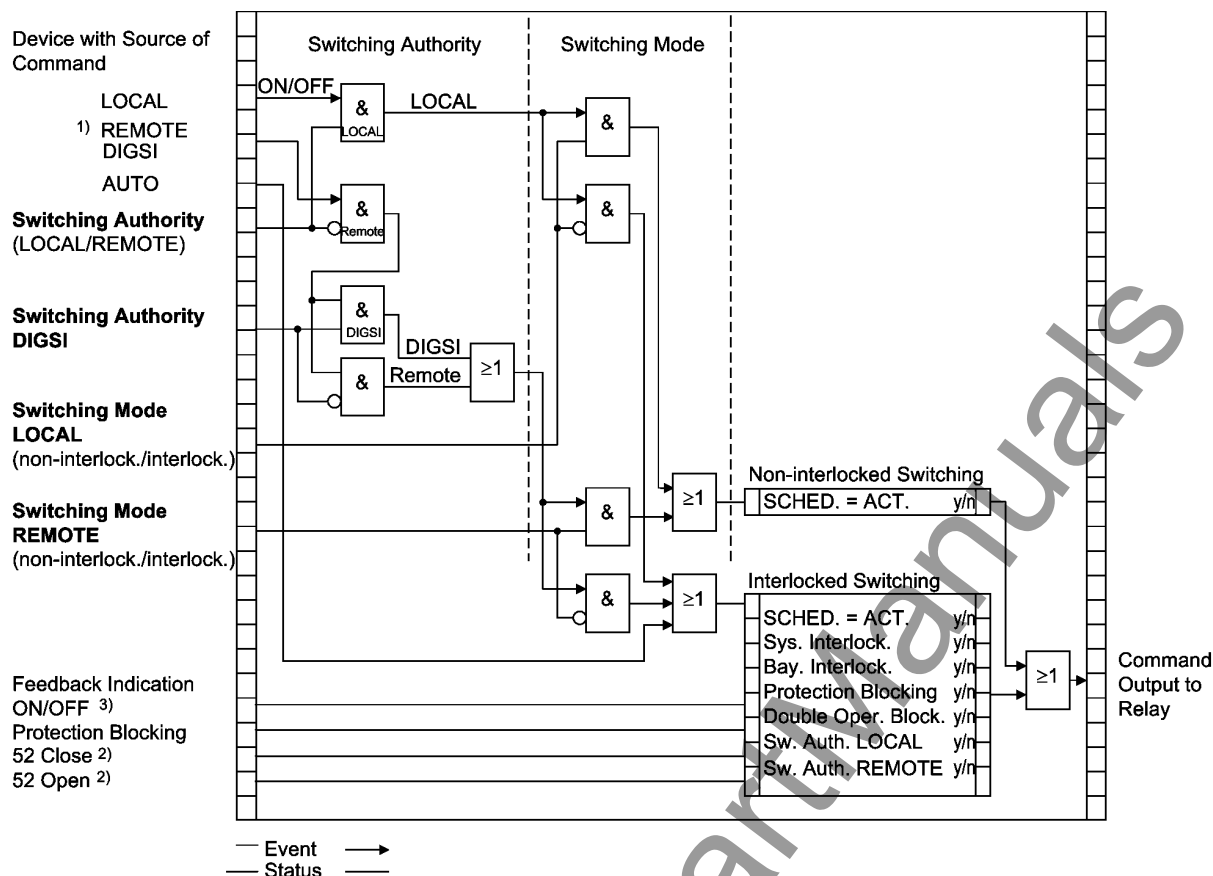 Device with Source of
Command
LOCAL
1) REMOTE
DIGSI
AUTO
Switching Authority
(LOCAL/REMOTE)
Switching Authority
DIGSI
Switching Mode
LOCAL
(non-interlock./interlock.)
Switching Mode
REMOTE
(non-interlock./interlock.)
Feedback Indication
ON/OFF 3)
Protection Blocking
52 Close 2)
52 Open 2)
Switching Authority
ON/OFF
&
LOCAL
LOCAL
&
Remote
&
DIGSI
DIGSI
&
Remote
≥1
Switching Mode
&
&
&
≥1
&
≥1
Non-interlocked Switching
SCHED. = ACT. y/n
Interlocked Switching
SCHED. = ACT. y/n
Sys. Interlock. y/n
Bay. Interlock. y/n
Protection Blocking y/n
Double Oper. Block. y/n
Sw. Auth. LOCAL y/n
Sw. Auth. REMOTE y/n
≥1
Command
Output to
Relay
Event
Status